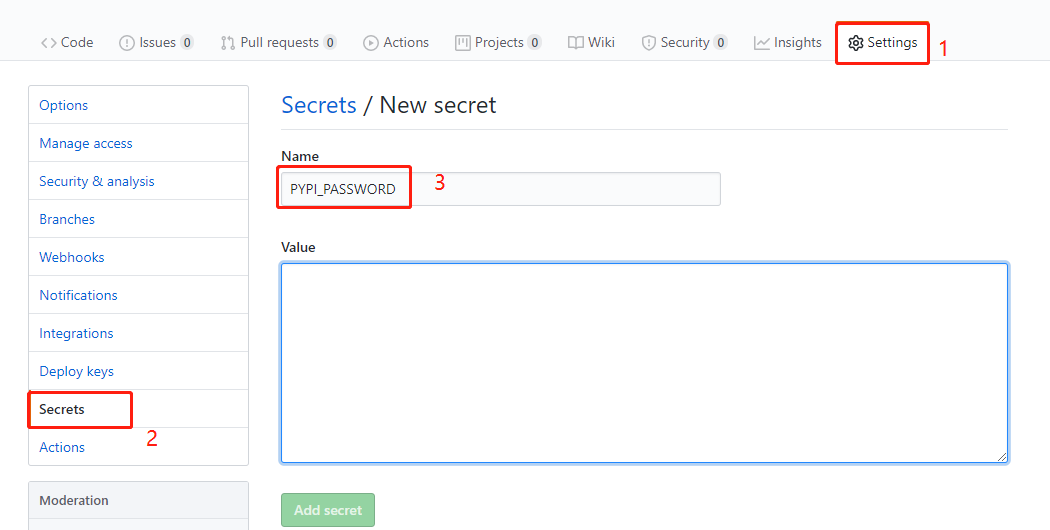 Code Issues 0 Pull requests 0 Actions Projects 0 Wiki Security 0 Insights Settings 1
Options
Manage access
Security & analysis
Branches
Webhooks
Notifications
Integrations
Deploy keys
Secrets
2
Actions
Moderation
Secrets / New secret
Name
PYPI_PASSWORD 3
Value
Add secret